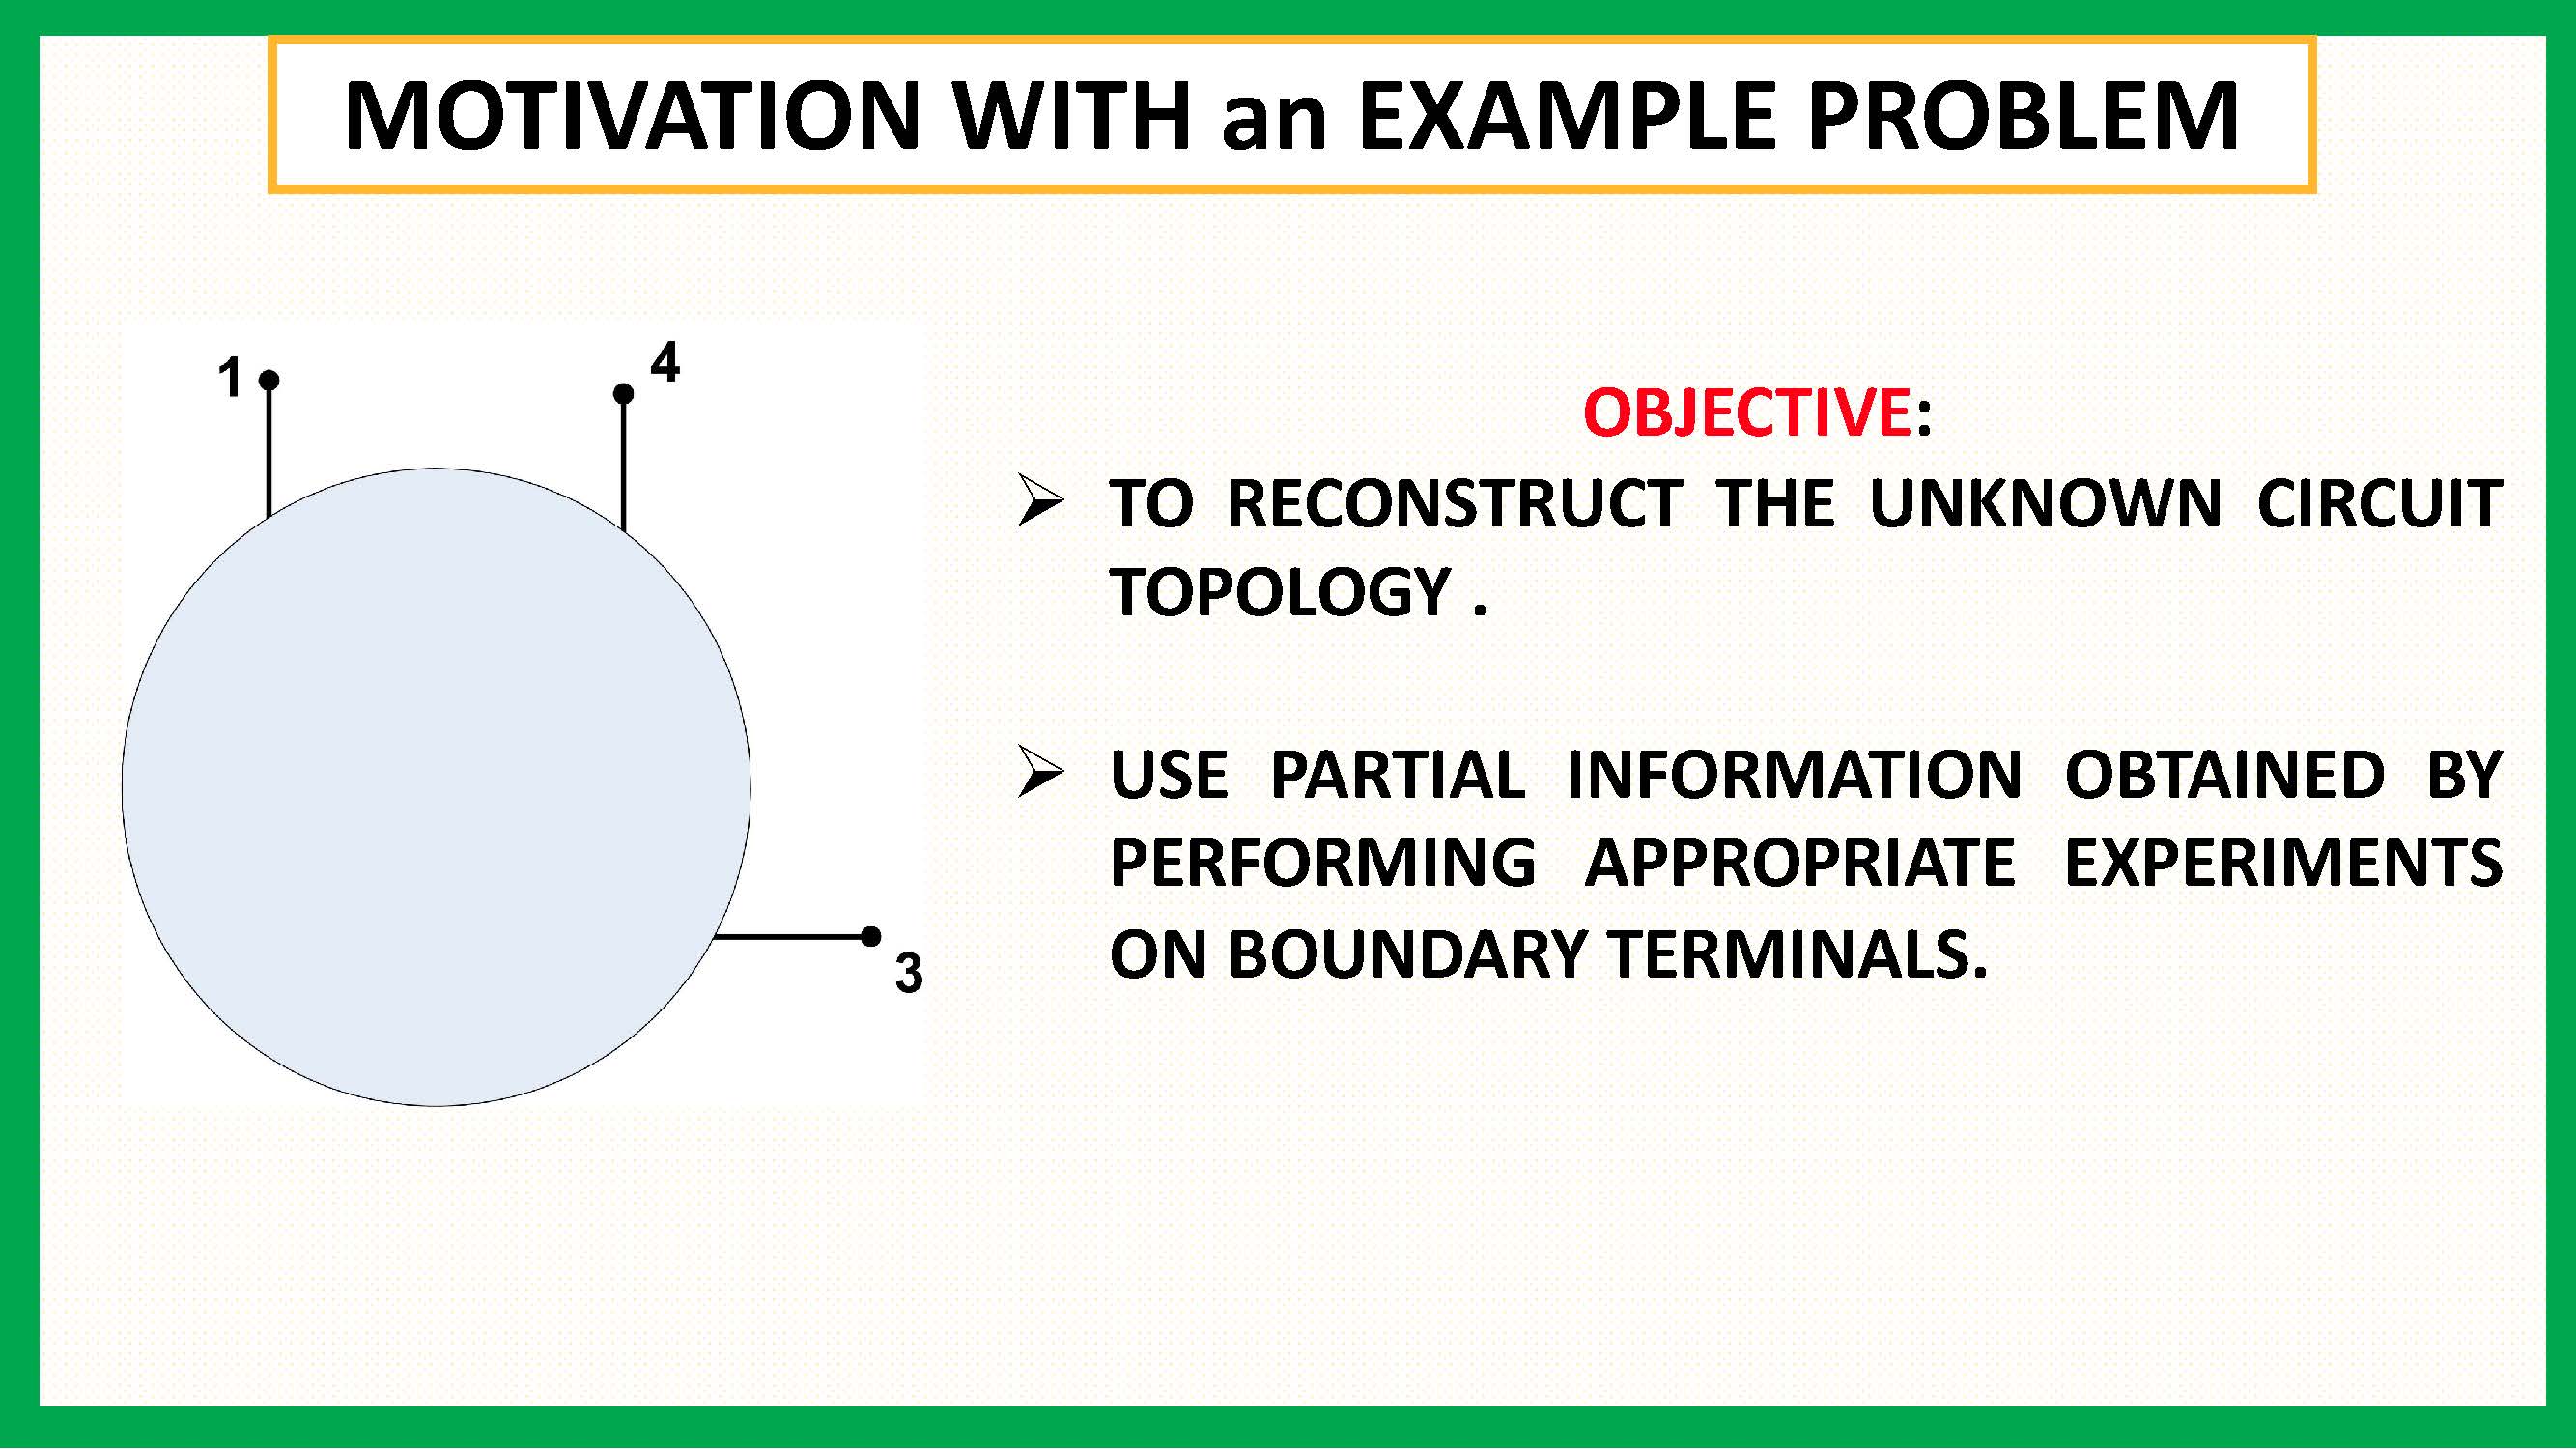 MOTIVATION WITH an EXAMPLE PROBLEM
1
4
3
OBJECTIVE:
TO RECONSTRUCT THE UNKNOWN CIRCUIT
TOPOLOGY .
USE PARTIAL INFORMATION OBTAINED BY
PERFORMING APPROPRIATE EXPERIMENTS
ON BOUNDARY TERMINALS.